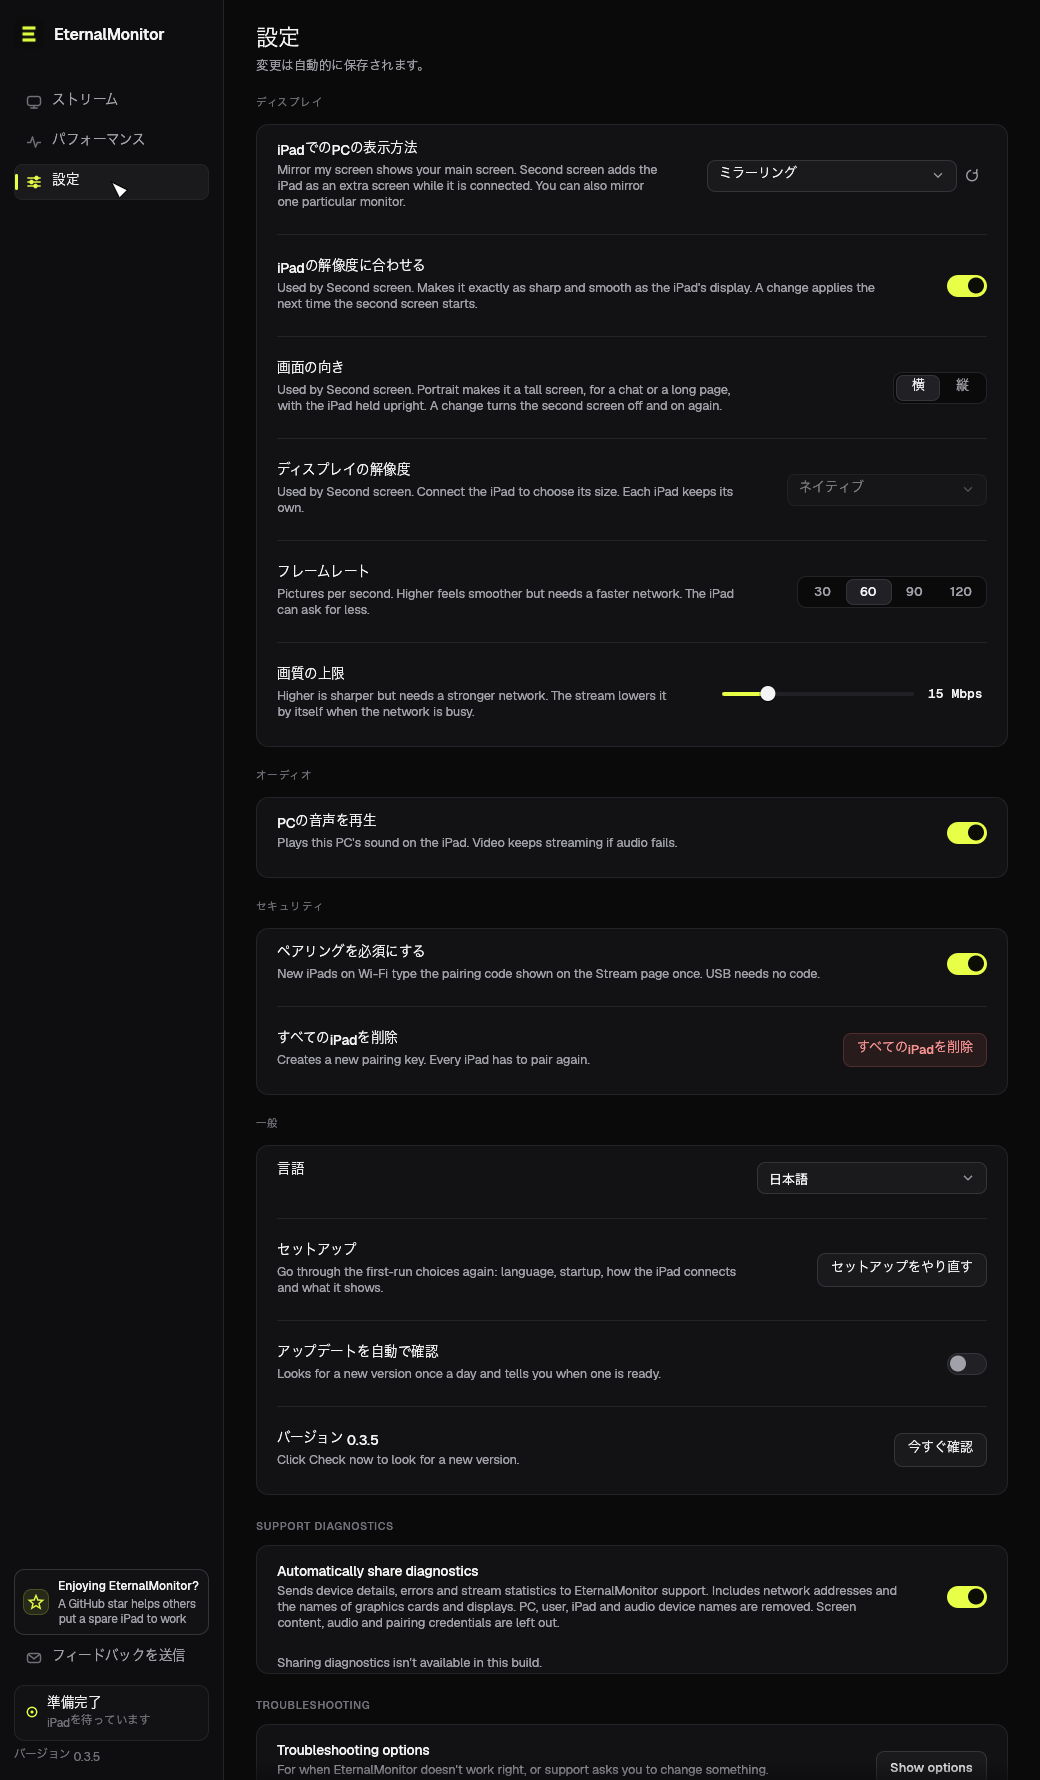 EternalMonitor
ストリーム
パフォーマンス
設定
設定
変更は自動的に保存されます。
ディスプレイ
iPadでのPCの表示方法
Mirror my screen shows your main screen. Second screen adds the
iPad as an extra screen while it is connected. You can also mirror
one particular monitor.
ミラーリング
iPadの解像度に合わせる
Used by Second screen. Makes it exactly as sharp and smooth as the iPad's display. A change applies the
next time the second screen starts.
画面の向き
Used by Second screen. Portrait makes it a tall screen, for a chat or a long page,
with the iPad held upright. A change turns the second screen off and on again.
横 縦
ディスプレイの解像度
Used by Second screen. Connect the iPad to choose its size. Each iPad keeps its
own.
ネイティブ
フレームレート
Pictures per second. Higher feels smoother but needs a faster network. The iPad
can ask for less.
30 60 90 120
画質の上限
Higher is sharper but needs a stronger network. The stream lowers it
by itself when the network is busy.
15 Mbps
オーディオ
PCの音声を再生
Plays this PC's sound on the iPad. Video keeps streaming if audio fails.
セキュリティ
ペアリングを必須にする
New iPads on Wi-Fi type the pairing code shown on the Stream page once. USB needs no code.
すべてのiPadを削除
Creates a new pairing key. Every iPad has to pair again.
すべてのiPadを削除
一般
言語
日本語
セットアップ
Go through the first-run choices again: language, startup, how the iPad connects
and what it shows.
セットアップをやり直す
アップデートを自動で確認
Looks for a new version once a day and tells you when one is ready.
バージョン 0.3.5
Click Check now to look for a new version.
今すぐ確認
SUPPORT DIAGNOSTICS
Automatically share diagnostics
Sends device details, errors and stream statistics to EternalMonitor support. Includes network addresses and
the names of graphics cards and displays. PC, user, iPad and audio device names are removed. Screen
content, audio and pairing credentials are left out.
Sharing diagnostics isn't available in this build.
TROUBLESHOOTING
Troubleshooting options
For when EternalMonitor doesn't work right, or support asks you to change something.
Show options
Enjoying EternalMonitor?
A GitHub star helps others
put a spare iPad to work
フィードバックを送信
準備完了
iPadを待っています
バージョン 0.3.5